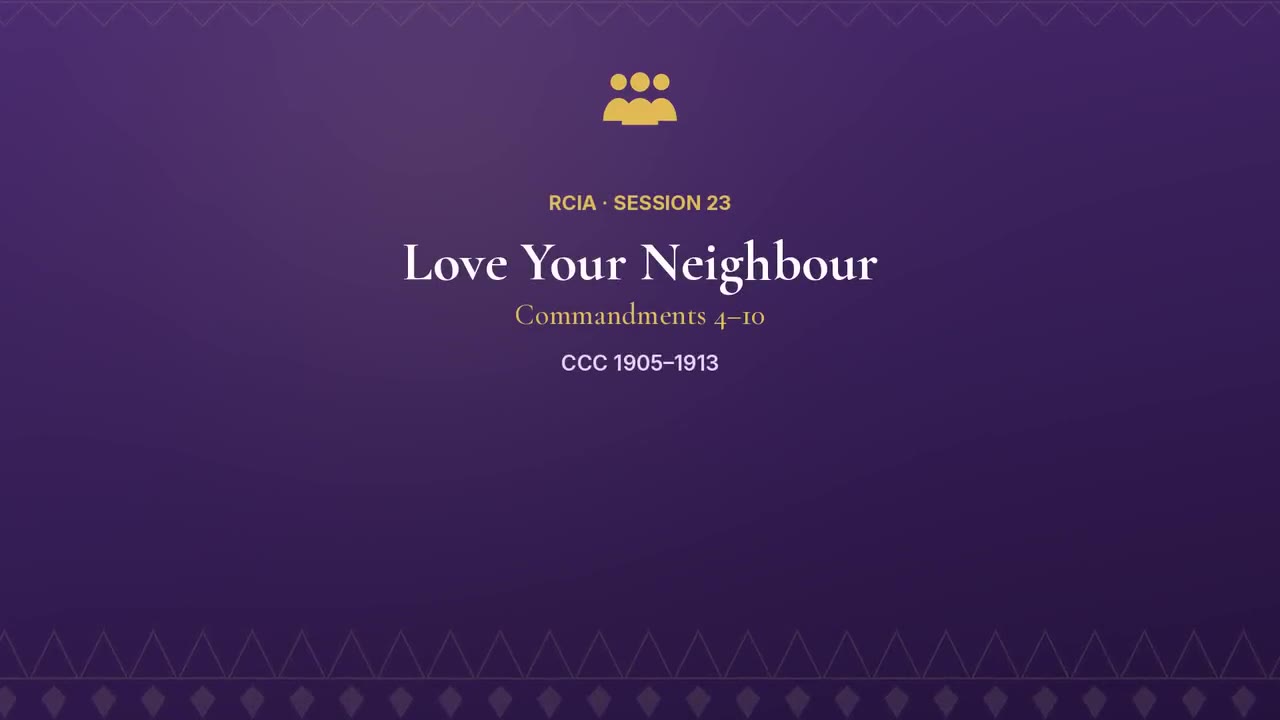 RCIA · SESSION 23
Love Your Neighbour
Commandments 4–10
CCC 1905–1913